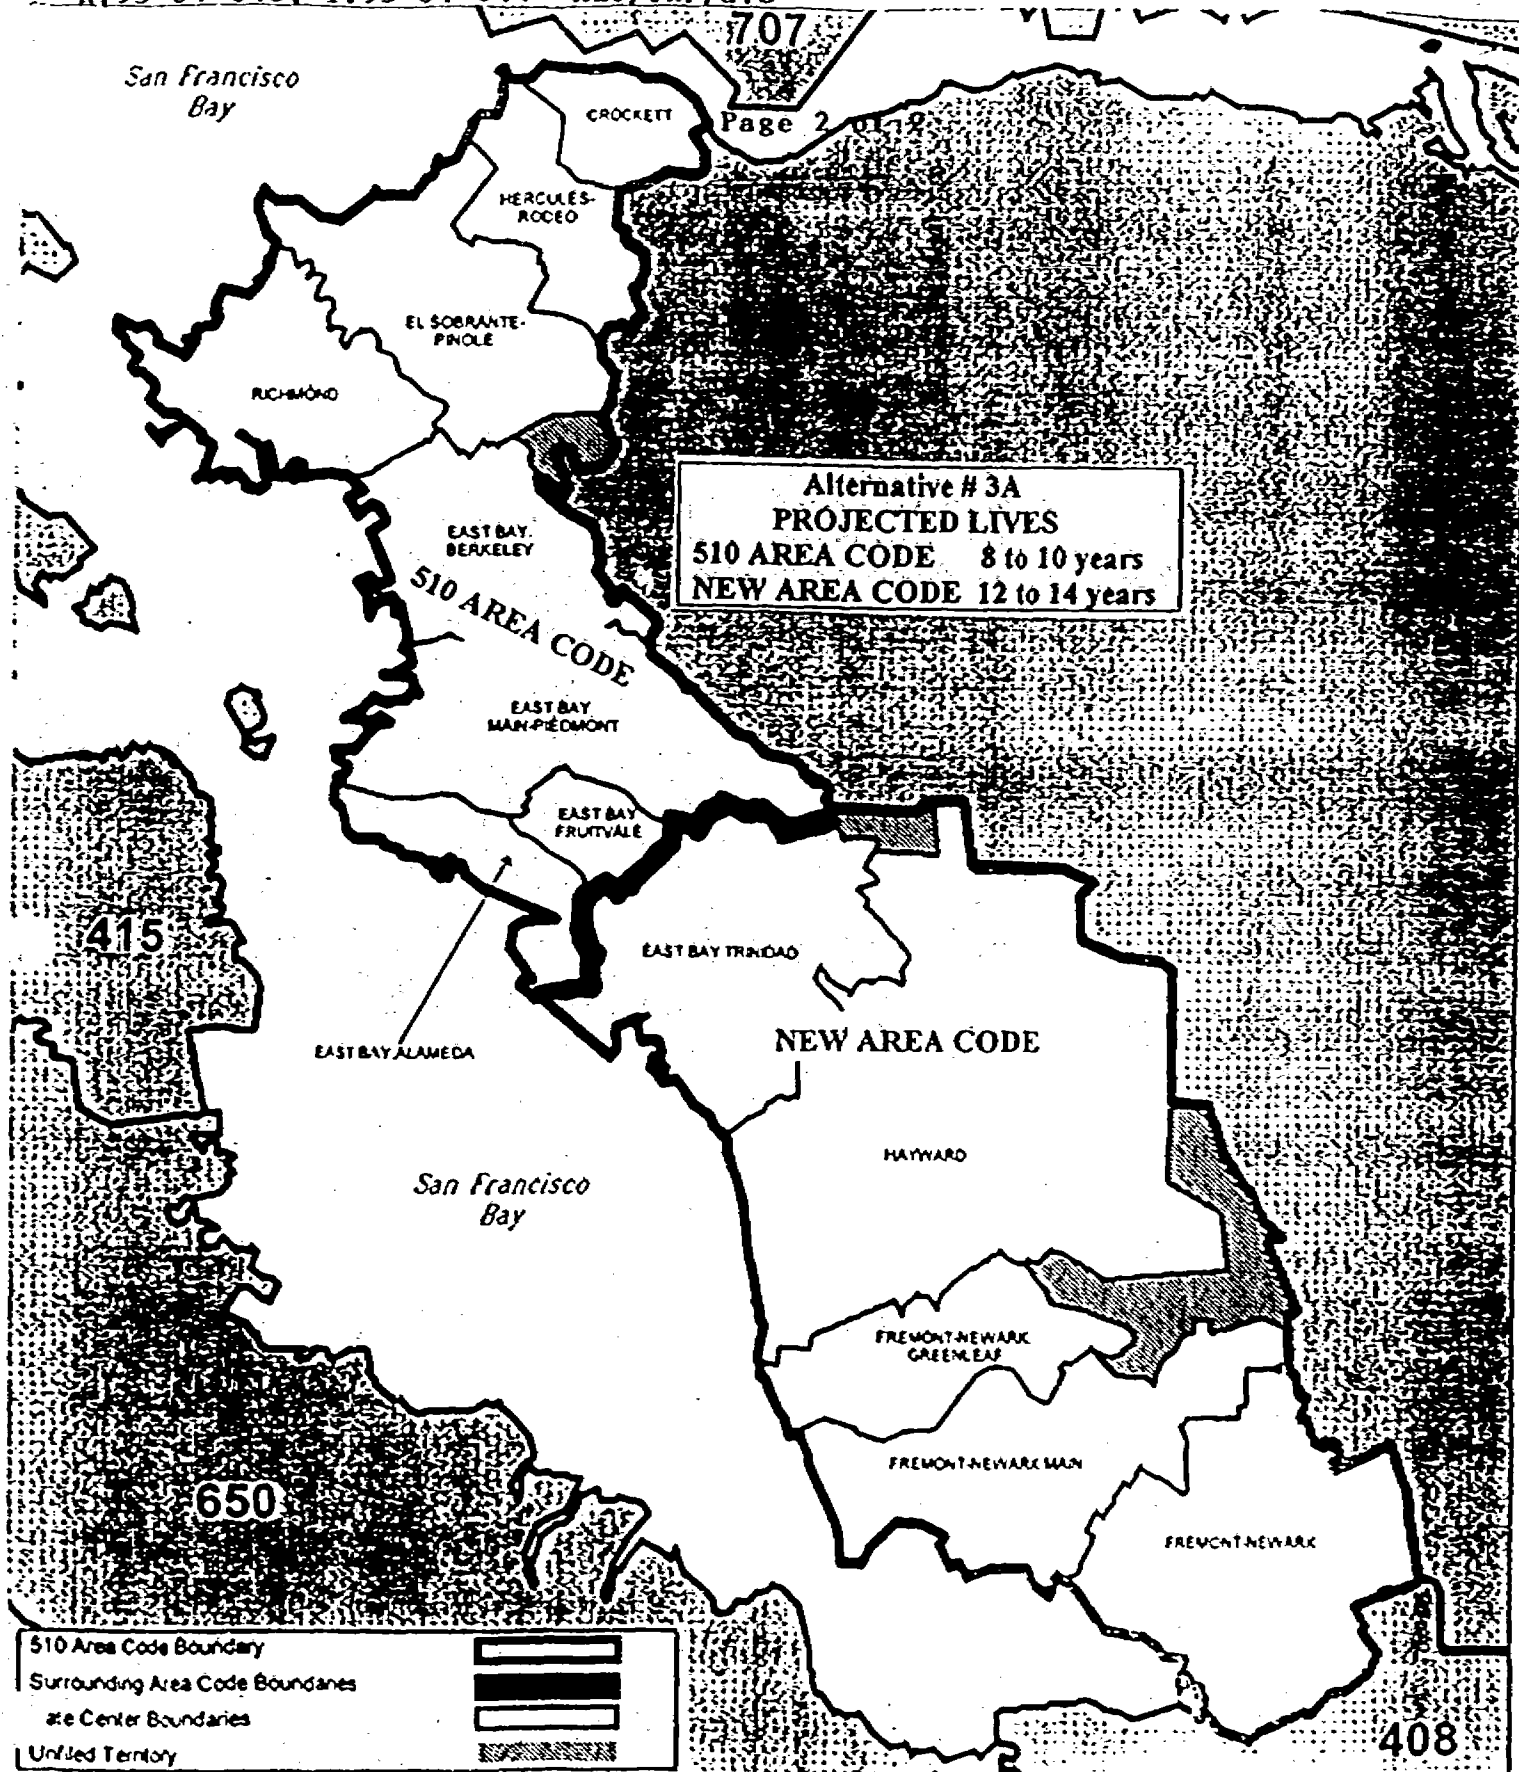 707
San Francisco
Bay
CROCKETT
Page 2 of 9
HERCULES-
RODEO
EL SOBRANTE-
PINOLE
RICHMOND
Alternative # 3A
PROJECTED LIVES
510 AREA CODE 8 to 10 years
NEW AREA CODE 12 to 14 years
EAST BAY
BERKELEY
510 AREA CODE
EAST BAY
MAIN-PIEDMONT
EAST BAY
FRUITVALE
415
EAST BAY TRINIDAD
EAST BAY ALAMEDA
NEW AREA CODE
HAYWARD
San Francisco
Bay
FREMONT-NEWARK
GREENLEAF
FREMONT-NEWARK MAIN
650
FREMONT-NEWARK
510 Area Code Boundary
Surrounding Area Code Boundaries
ate Center Boundaries
Unfiled Territory
408